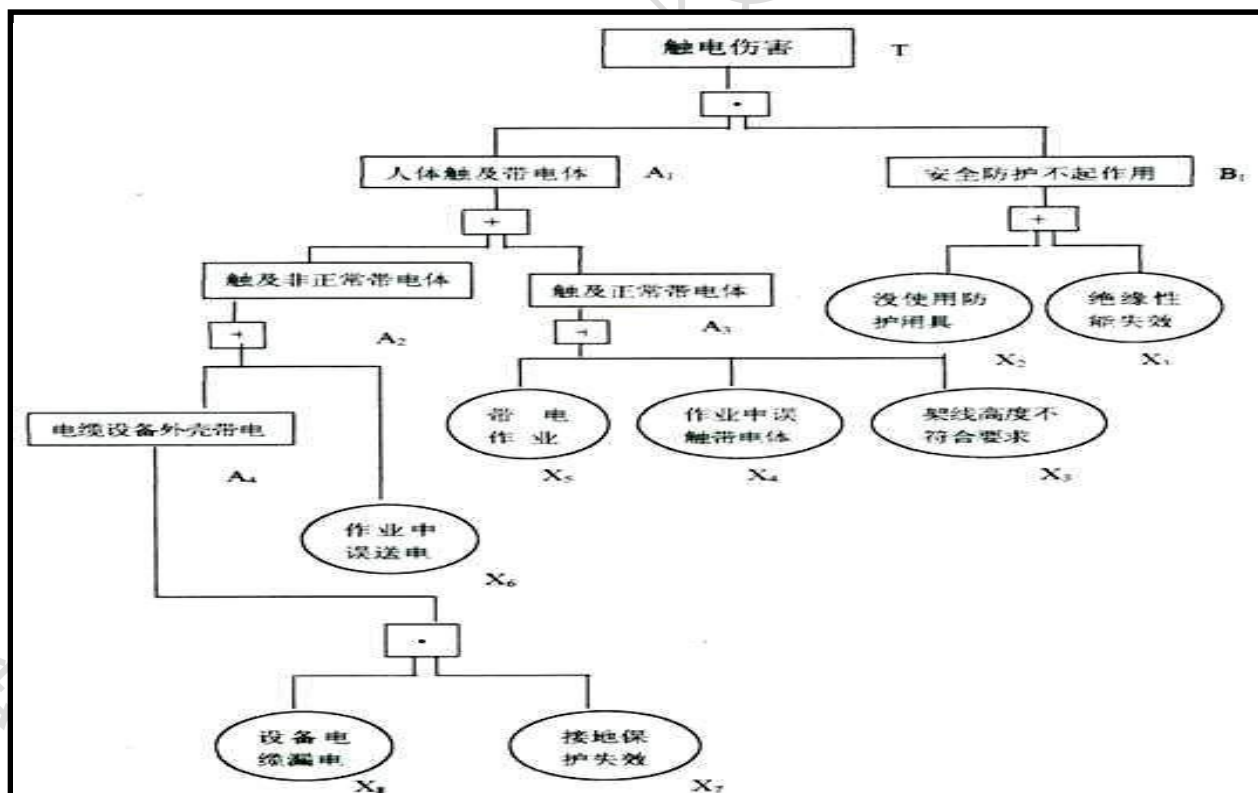 触电伤害
T
·
人体触及带电体
A₁
安全防护不起作用
B₁
+
+
触及非正常带电体
触及正常带电体
没使用防
护用具
绝缘性
能失效
+
A₂
+
A₃
X₂
X₁
电缆设备外壳带电
带 电
作 业
作业中误
触带电体
架线高度不
符合要求
A₄
X₅
X₄
X₃
作业中
误送电
X₆
·
设备电
缆漏电
接地保
护失效
X₈
X₇